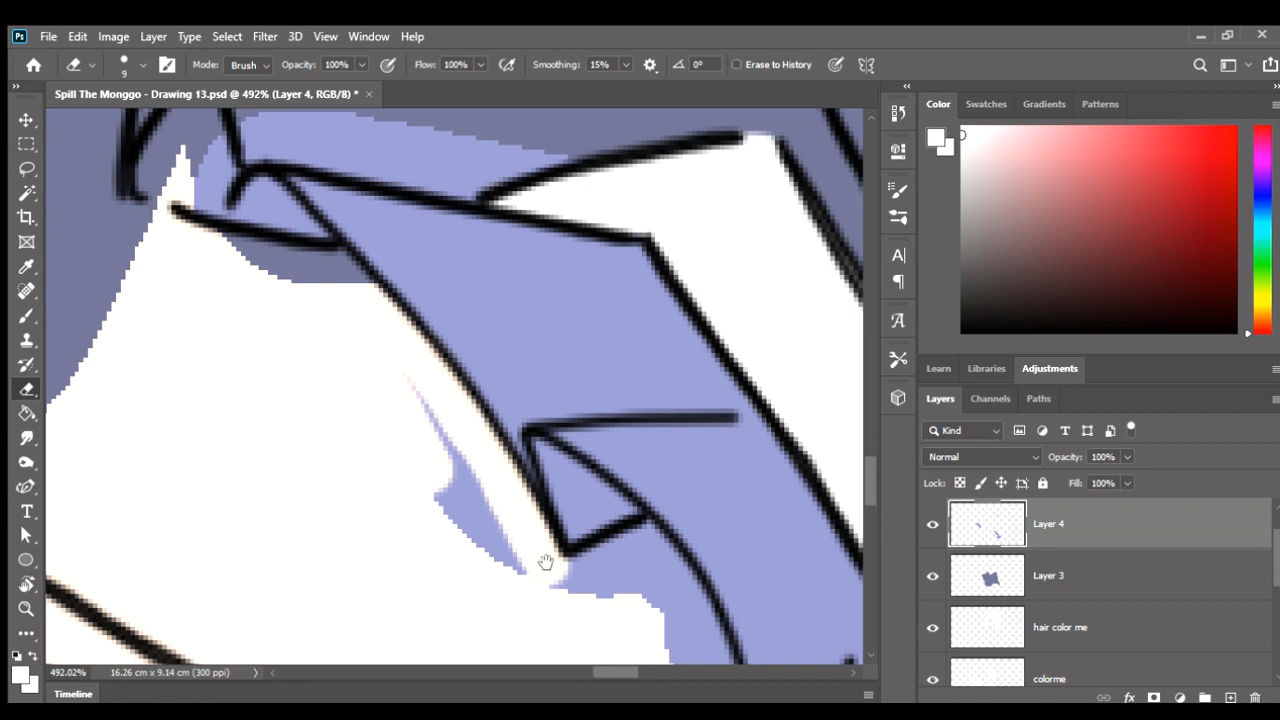 Ps File Edit Image Layer Type Select Filter 3D View Window Help
9 Mode: Brush Opacity: 100% Flow: 100% Smoothing: 15% 0° Erase to History
Spill The Monggo - Drawing 13.psd @ 492% (Layer 4, RGB/8) * ×
Color Swatches Gradients Patterns
Learn Libraries Adjustments
Layers Channels Paths
Kind
Normal Opacity: 100%
Lock: Fill: 100%
Layer 4
Layer 3
hair color me
colorme
fx
492.02% 16.26 cm x 9.14 cm (300 ppi)
Timeline